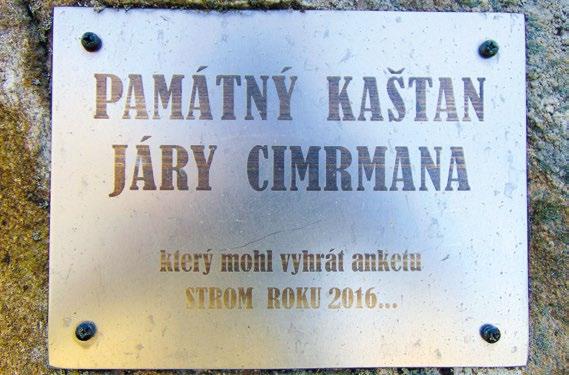 PAMÁTNÝ KAŠTAN
JÁRY CIMRMANA
který mohl vyhrát anketu
STROM ROKU 2016...